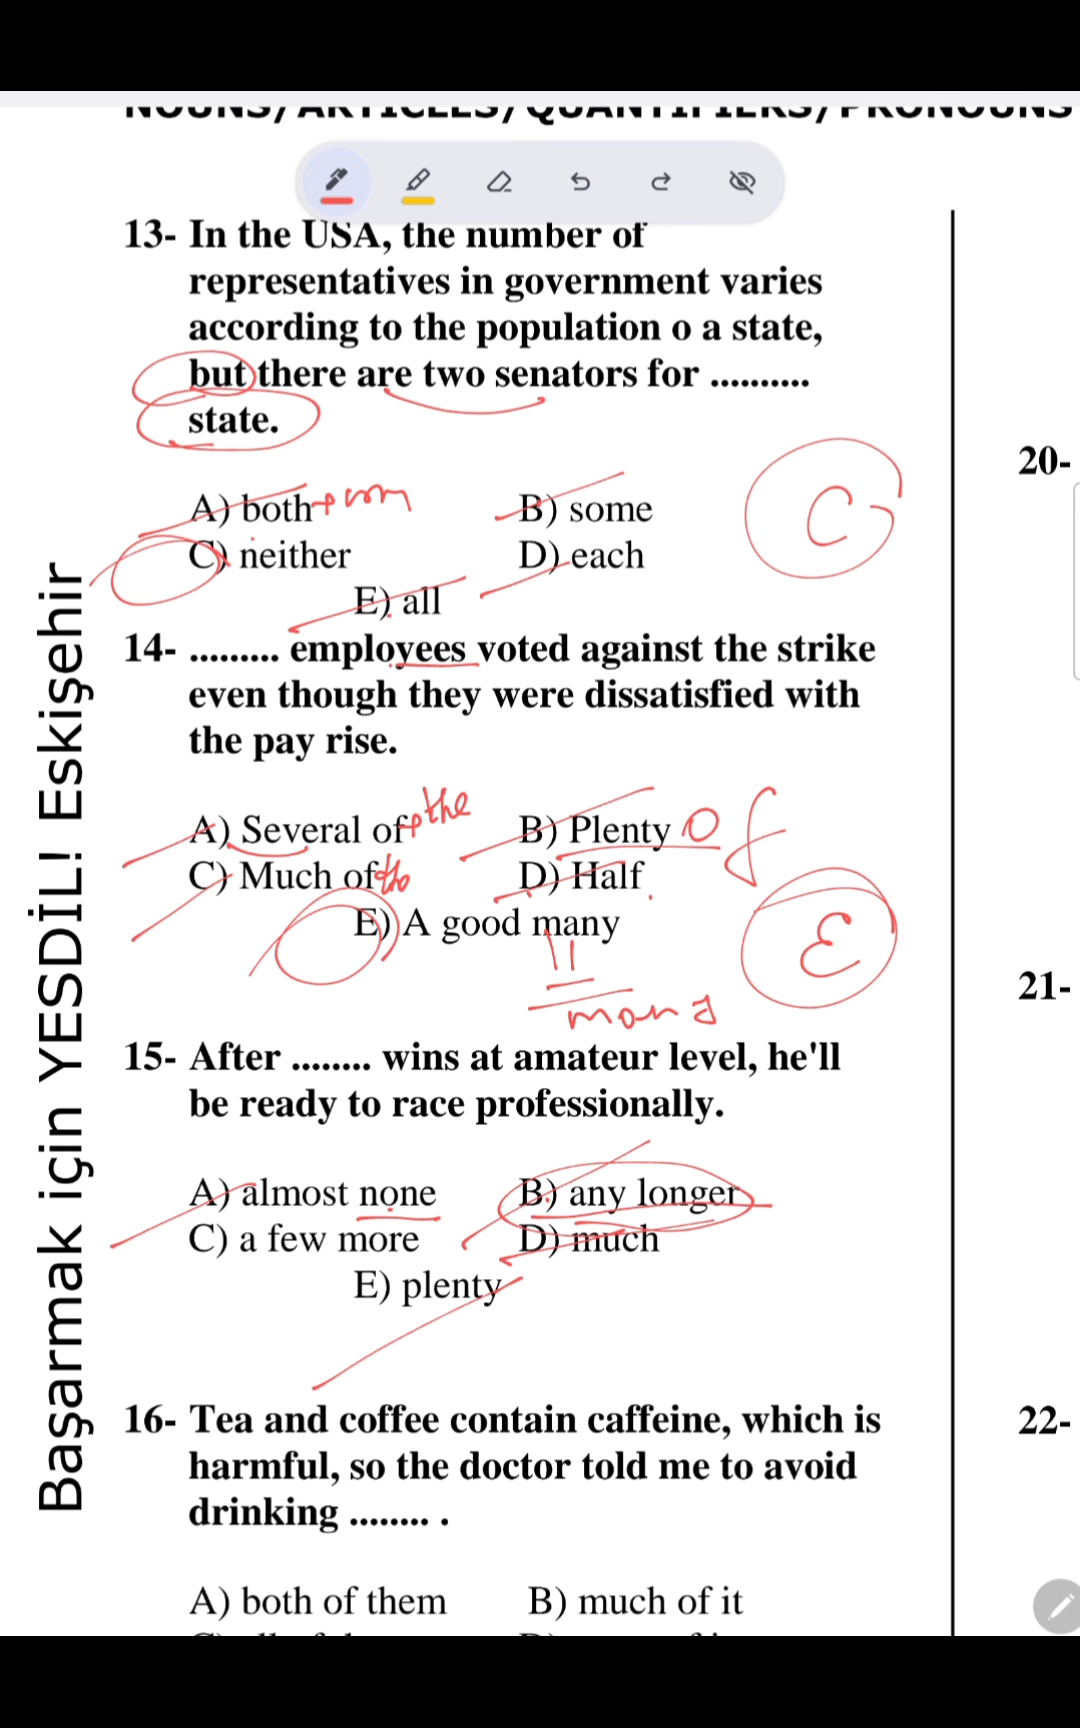 NOUNS/ARTICLES/QUANTIFIERS/PRONOUNS
13- In the USA, the number of
representatives in government varies
according to the population o a state,
but there are two senators for ..........
state.
A) both
B) some
C) neither
D) each
E) all
C
14- ......... employees voted against the strike
even though they were dissatisfied with
the pay rise.
A) Several of the
B) Plenty of
C) Much of
D) Half
E) A good many
E
15- After ........ wins at amateur level, he'll
be ready to race professionally.
A) almost none
B) any longer
C) a few more
D) much
E) plenty
16- Tea and coffee contain caffeine, which is
harmful, so the doctor told me to avoid
drinking ........ .
A) both of them
B) much of it
Başarmak için YESDİL! Eskişehir
20-
21-
22-